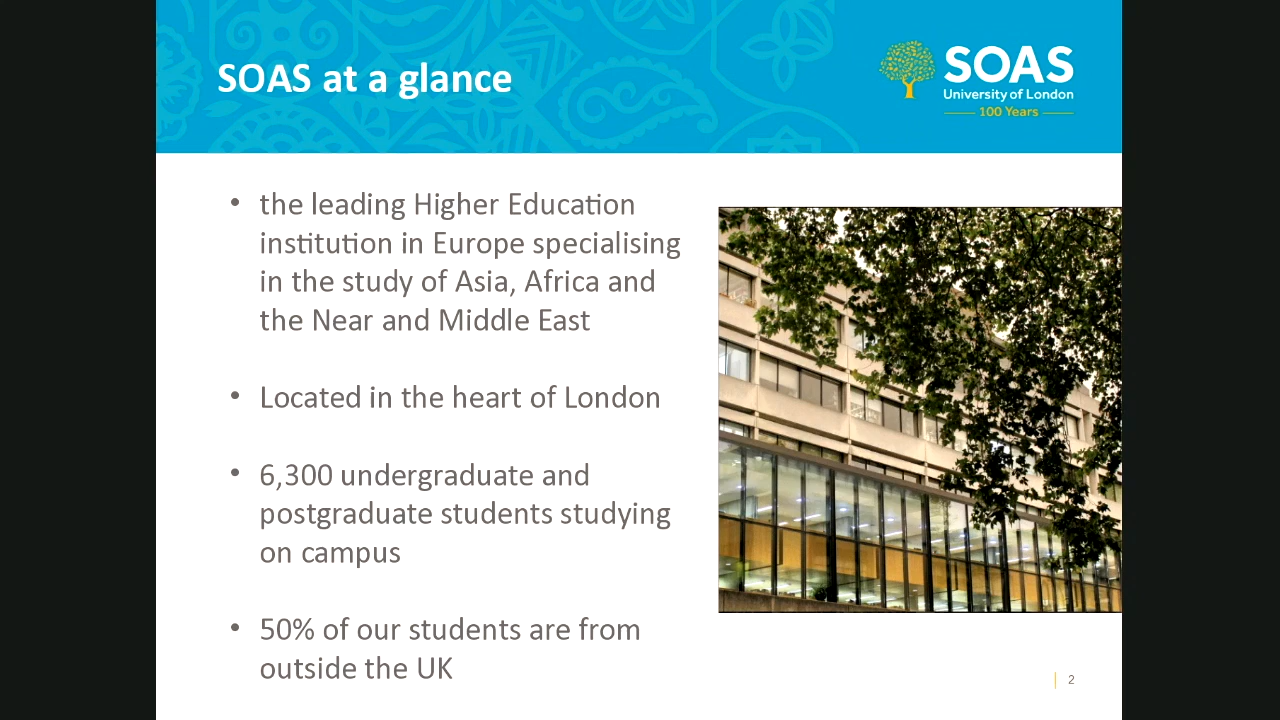 SOAS at a glance
SOAS
University of London
100 Years
• the leading Higher Education
institution in Europe specialising
in the study of Asia, Africa and
the Near and Middle East
• Located in the heart of London
• 6,300 undergraduate and
postgraduate students studying
on campus
• 50% of our students are from
outside the UK
2